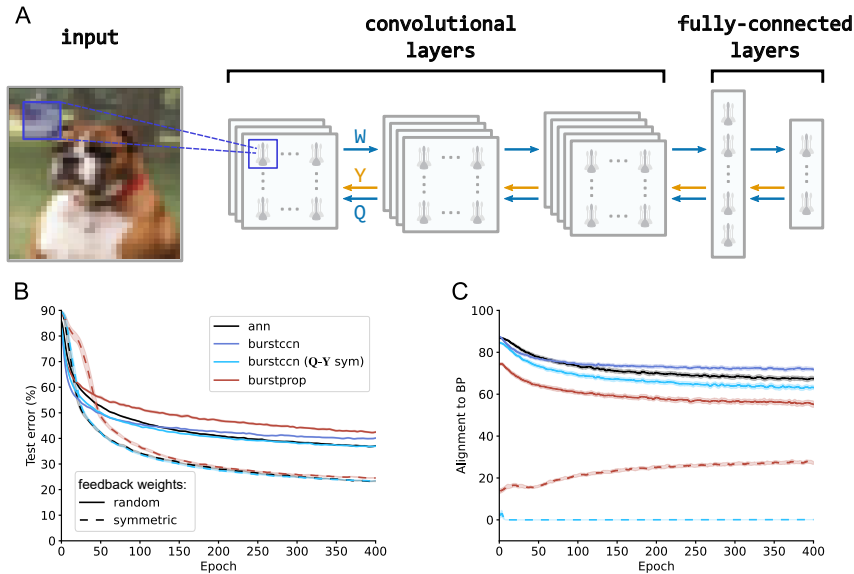 A
input
convolutional
layers
fully-connected
layers
W
Y
Q
B
90
80
70
60
50
40
30
20
10
0
Test error (%)
ann
burstccn
burstccn (Q-Y sym)
burstprop
feedback weights:
random
symmetric
0 50 100 150 200 250 300 350 400
Epoch
C
100
80
60
40
20
0
Alignment to BP
0 50 100 150 200 250 300 350 400
Epoch